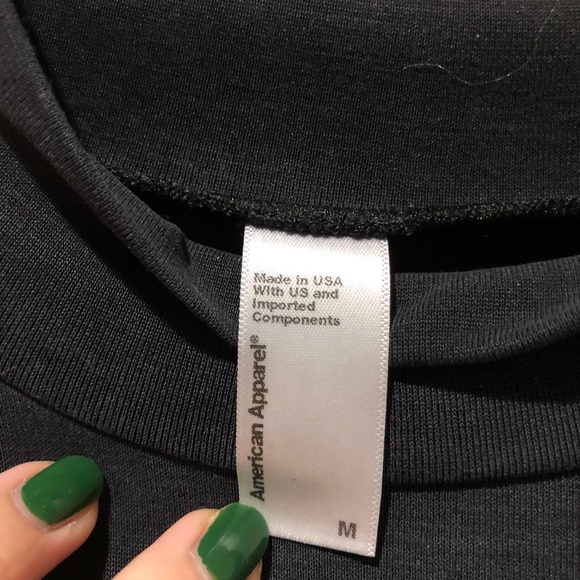 Made in USA
With US and
Imported
Components
American Apparel®
M